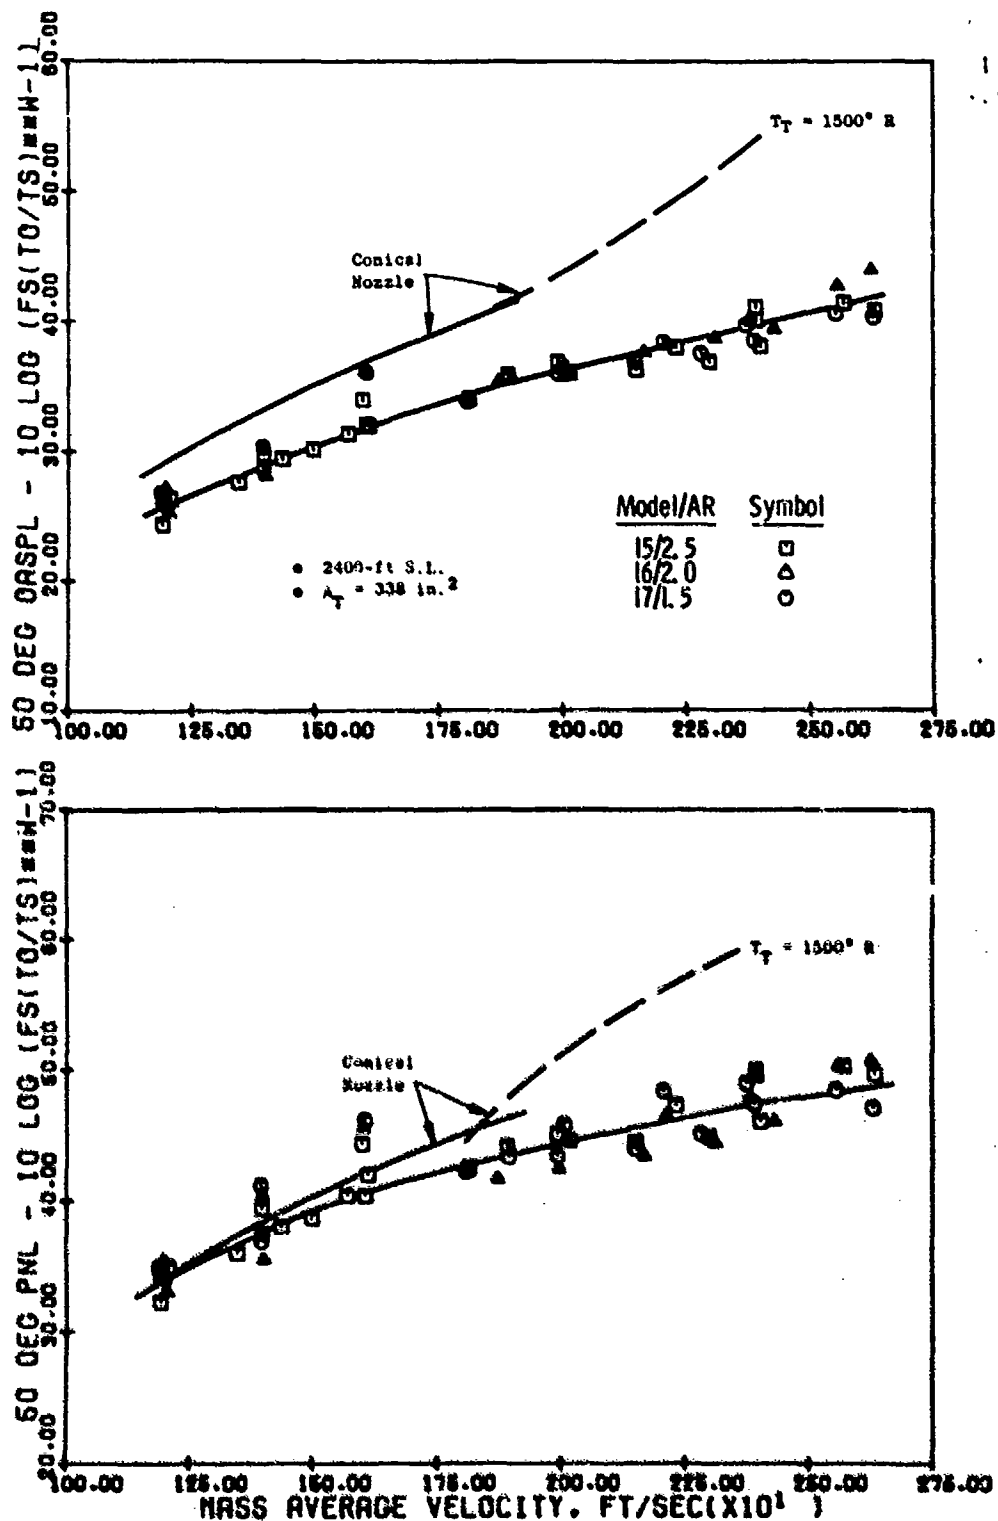 50 DEG OASPL - 10 LOG (FS(TO/TS)**W-1)
60.00
50.00
40.00
30.00
20.00
10.00
T_T = 1500° R
Conical
Nozzle
Model/AR Symbol
15/2.5
16/2.0
17/1.5
• 2400-ft S.L.
• A_T = 338 in.²
100.00 125.00 150.00 175.00 200.00 225.00 250.00 275.00
50 DEG PNL - 10 LOG (FS(TO/TS)**W-1)
70.00
60.00
50.00
40.00
30.00
20.00
T_T = 1500° R
Conical
Nozzle
100.00 125.00 150.00 175.00 200.00 225.00 250.00 275.00
MASS AVERAGE VELOCITY, FT/SEC(X10¹ )